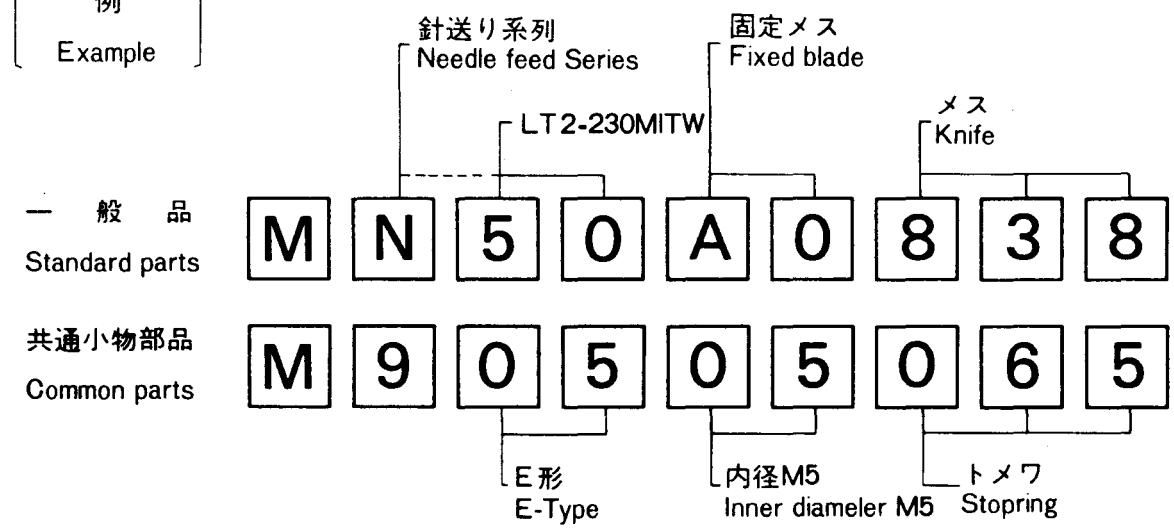 例
Example
針送り系列
Needle feed Series
固定メス
Fixed blade
LT2-230MITW
メス
Knife
一般品
Standard parts
M N 5 0 A 0 8 3 8
共通小物部品
Common parts
M 9 0 5 0 5 0 6 5
E形
E-Type
内径M5
Inner diameler M5
トメワ
Stopring